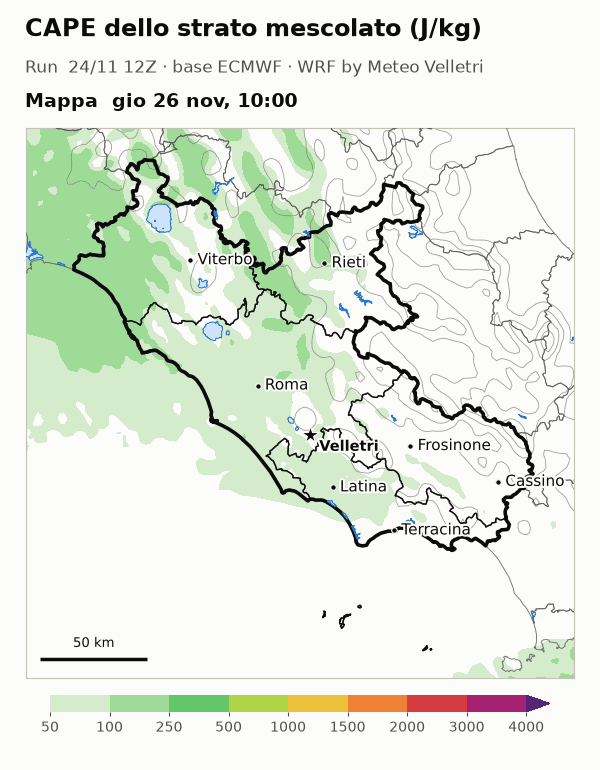 CAPE dello strato mescolato (J/kg)
Run  24/11 12Z · base ECMWF · WRF by Meteo Velletri
Mappa  gio 26 nov, 10:00
Viterbo
Rieti
Roma
Velletri
Frosinone
Cassino
Latina
Terracina
50 km
50 100 250 500 1000 1500 2000 3000 4000